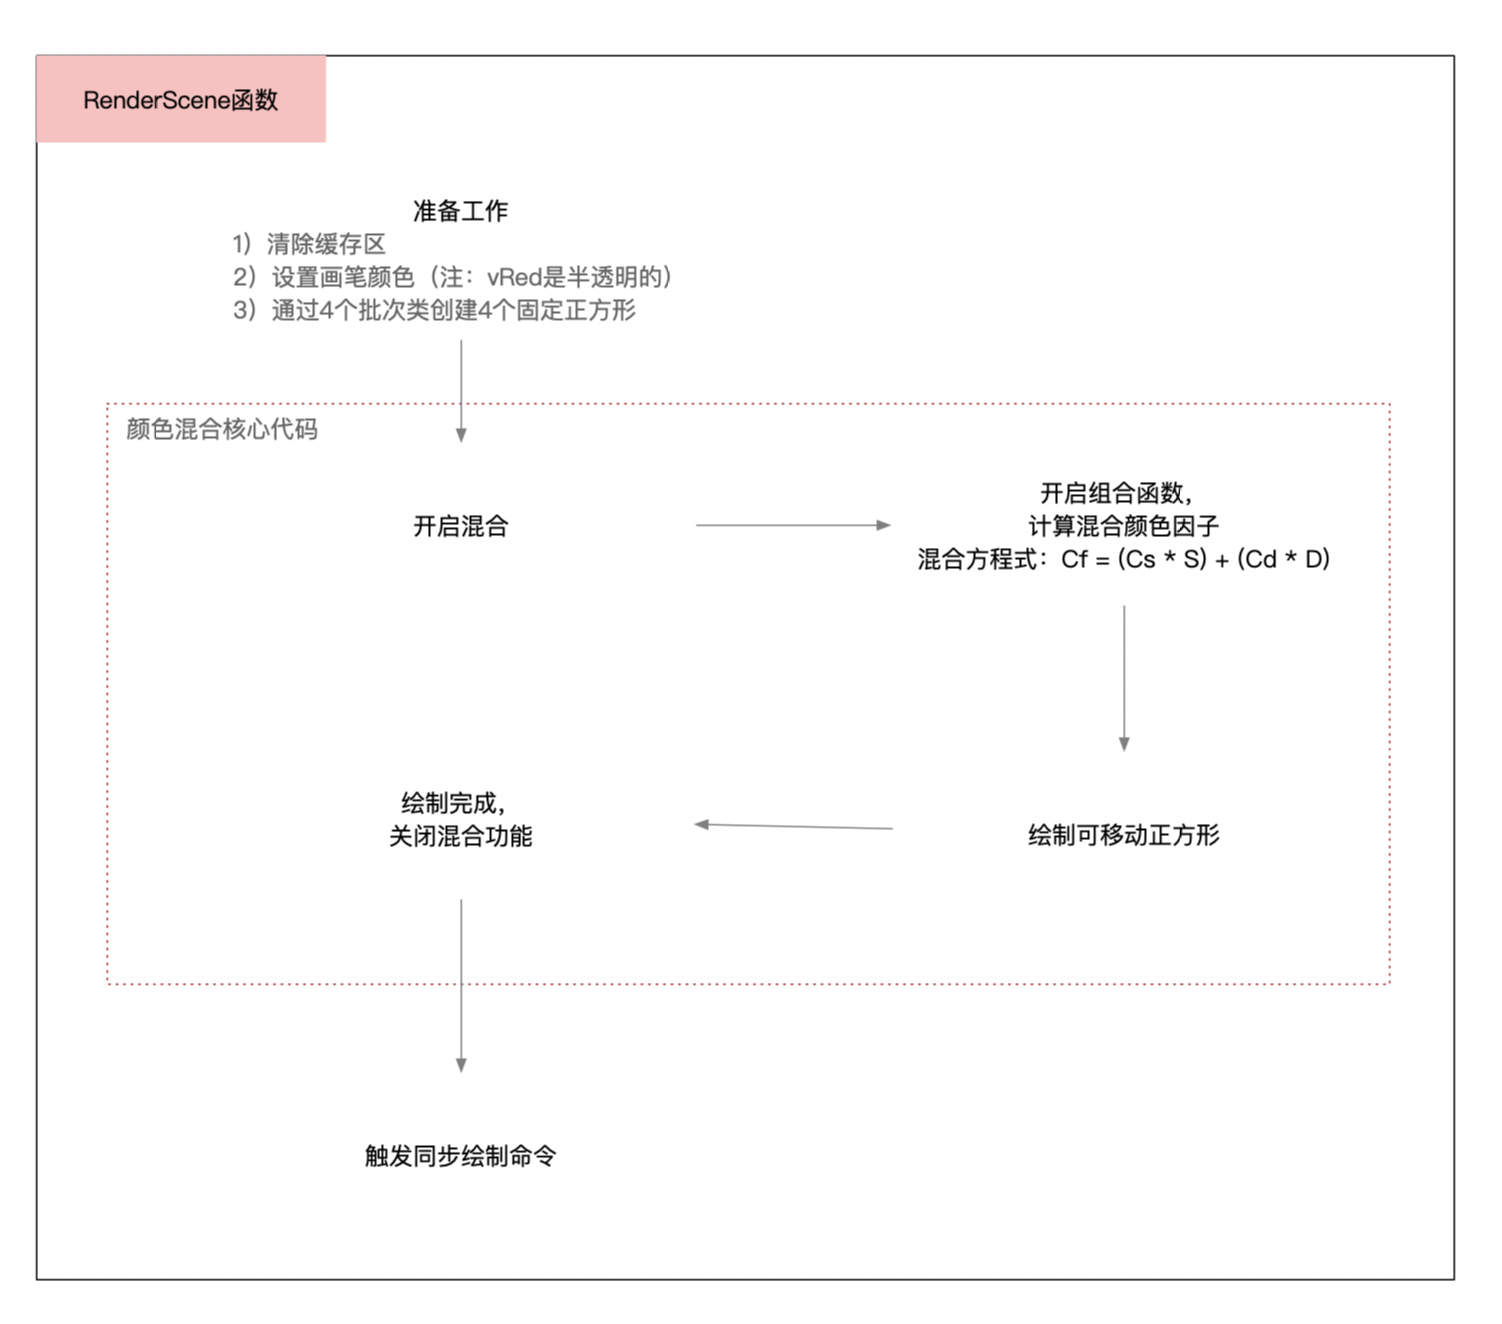 RenderScene函数
准备工作
1）清除缓存区
2）设置画笔颜色（注：vRed是半透明的）
3）通过4个批次类创建4个固定正方形
颜色混合核心代码
开启混合
开启组合函数，
计算混合颜色因子
混合方程式：Cf = (Cs * S) + (Cd * D)
绘制可移动正方形
绘制完成，
关闭混合功能
触发同步绘制命令